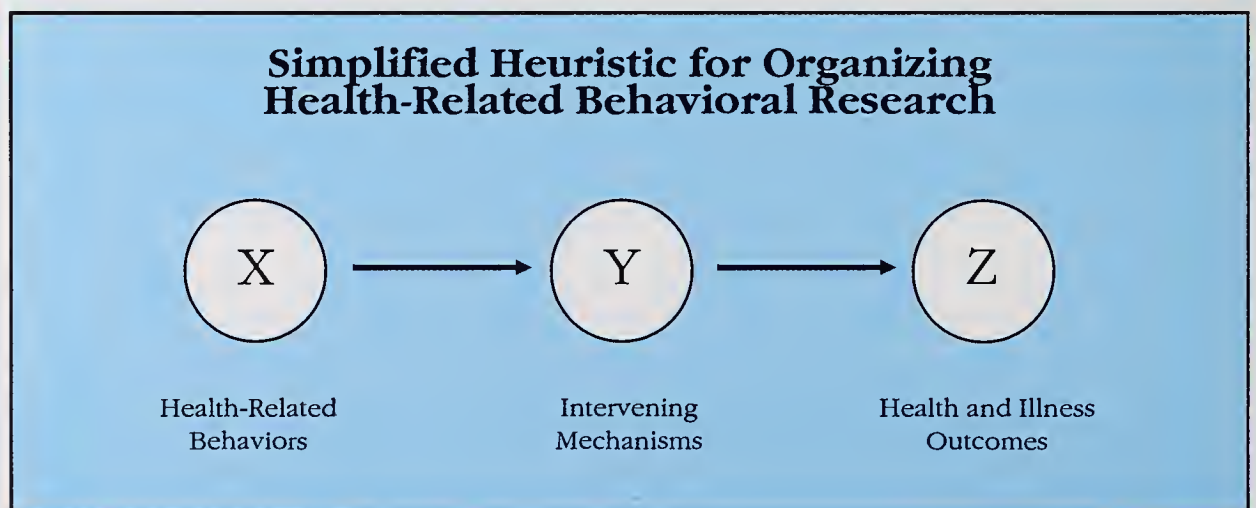 Simplified Heuristic for Organizing
Health-Related Behavioral Research
X
Y
Z
Health-Related
Behaviors
Intervening
Mechanisms
Health and Illness
Outcomes